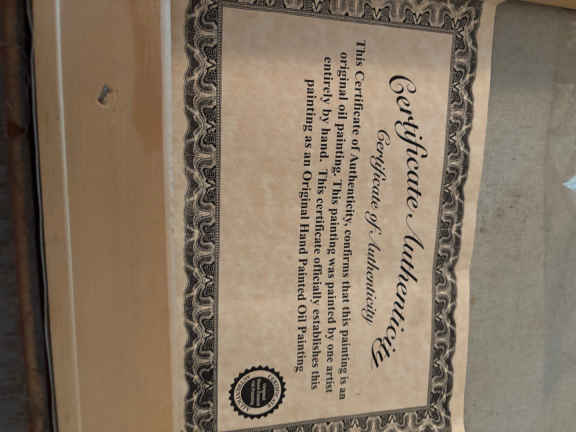 Certificate Authenticity
Certificate of Authenticity
This Certificate of Authenticity, confirms that this painting is an
original oil painting. This painting was painted by one artist
entirely by hand. This certificate officially establishes this
painting as an Original Hand Painted Oil Painting